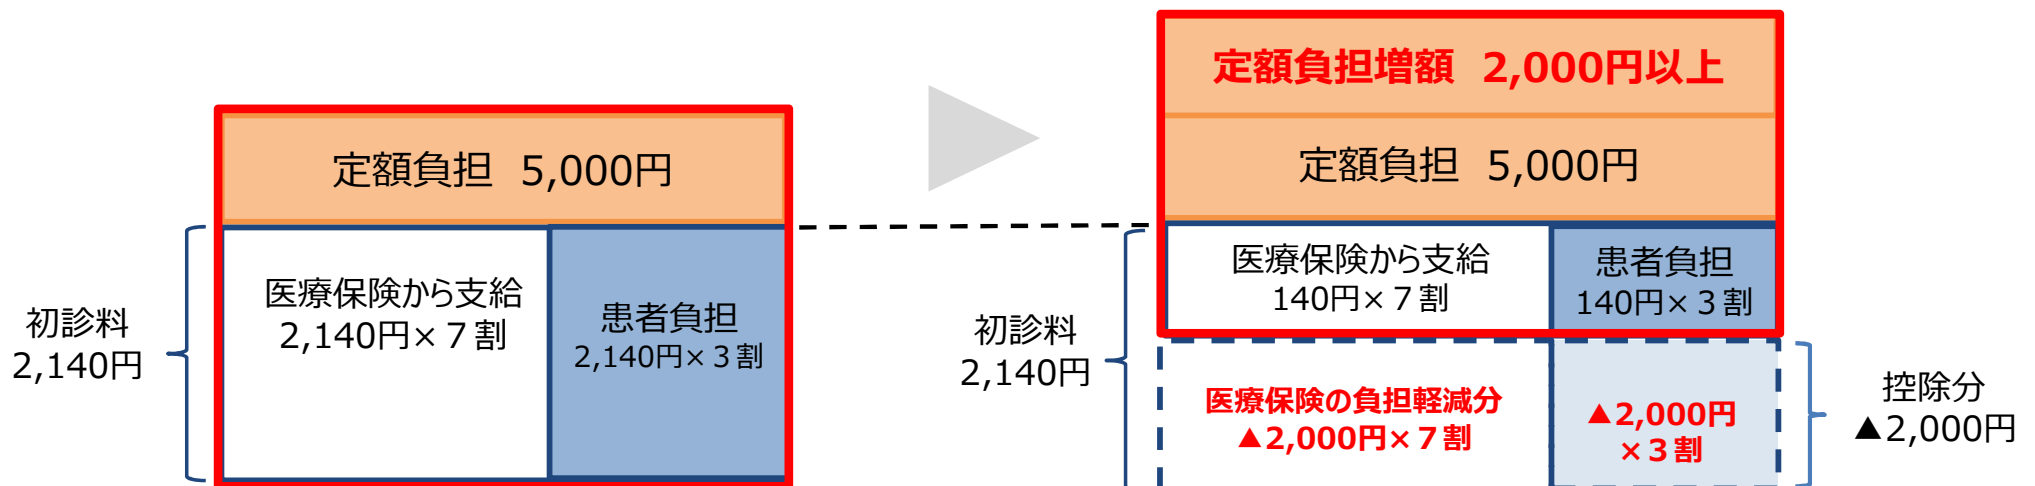 定額負担 5,000円
初診料
2,140円
医療保険から支給
2,140円×７割
患者負担
2,140円×３割
定額負担増額 2,000円以上
定額負担 5,000円
初診料
2,140円
医療保険から支給
140円×７割
患者負担
140円×３割
医療保険の負担軽減分
▲2,000円×７割
▲2,000円
×３割
控除分
▲2,000円